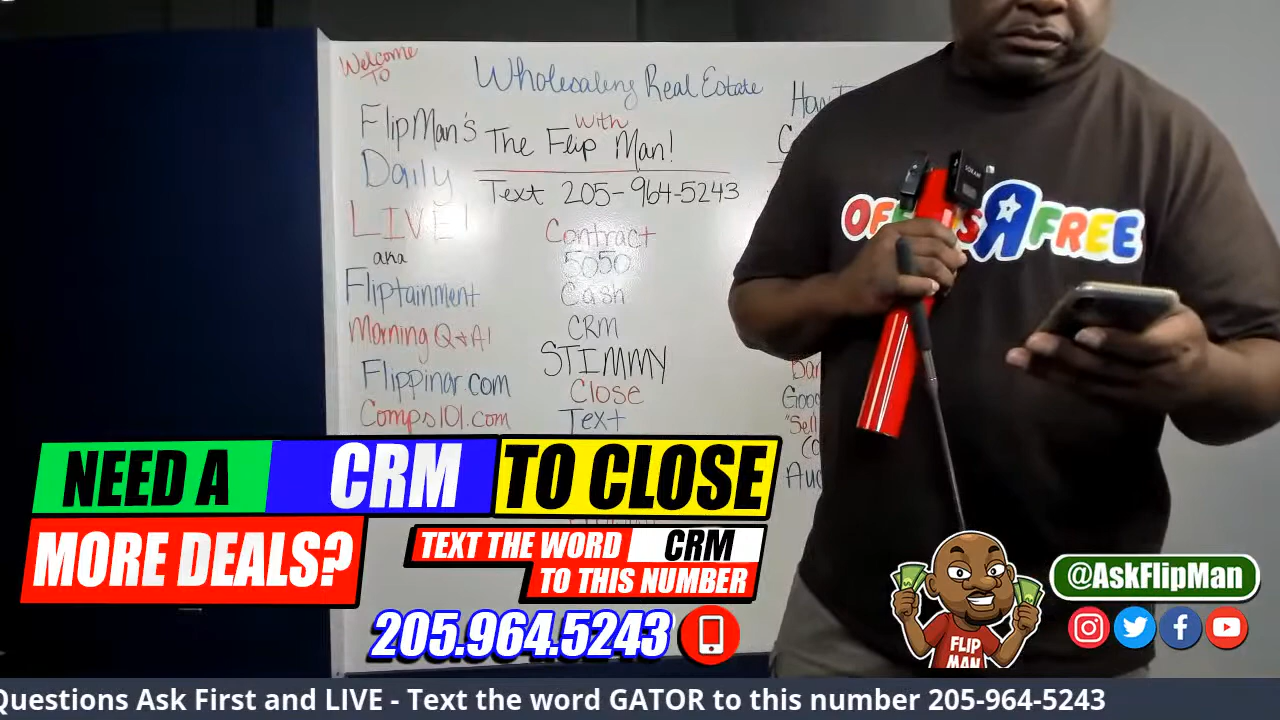 Welcome
To
FlipMan's
Daily
LIVE!
aka
Fliptainment
Morning Q & A!
Flippinar.com
Comps101.com
Wholesaling Real Estate
With
The Flip Man!
Text 205-964-5243
Contract
5050
Cash
CRM
STIMMY
Close
Text
OF RS R FREE
NEED A CRM TO CLOSE
MORE DEALS?
TEXT THE WORD CRM
TO THIS NUMBER
205.964.5243
FLIP
MAN
@AskFlipMan
Questions Ask First and LIVE - Text the word GATOR to this number 205-964-5243